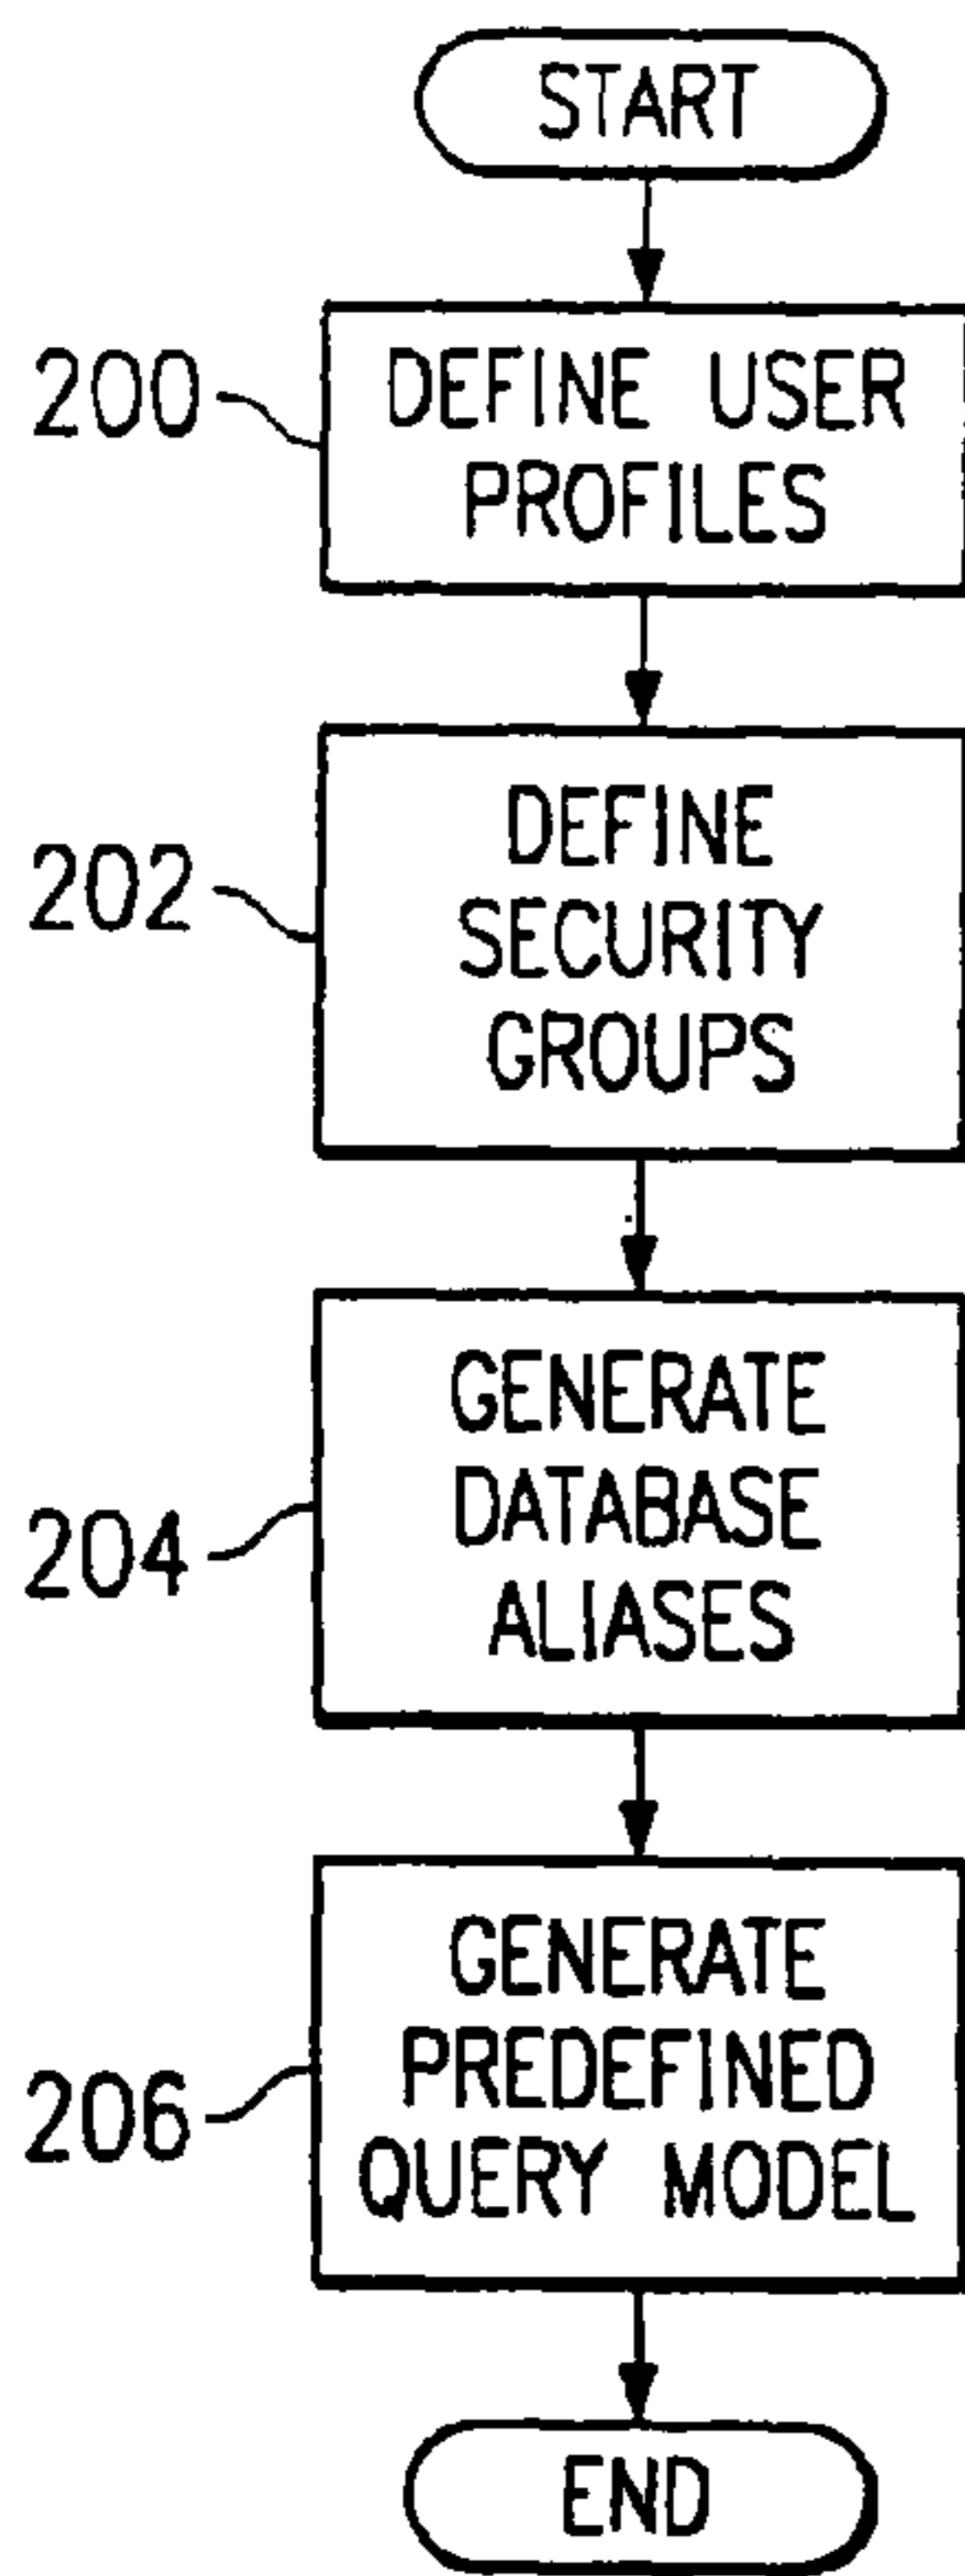 START
200
DEFINE USER
PROFILES
202
DEFINE
SECURITY
GROUPS
204
GENERATE
DATABASE
ALIASES
206
GENERATE
PREDEFINED
QUERY MODEL
END